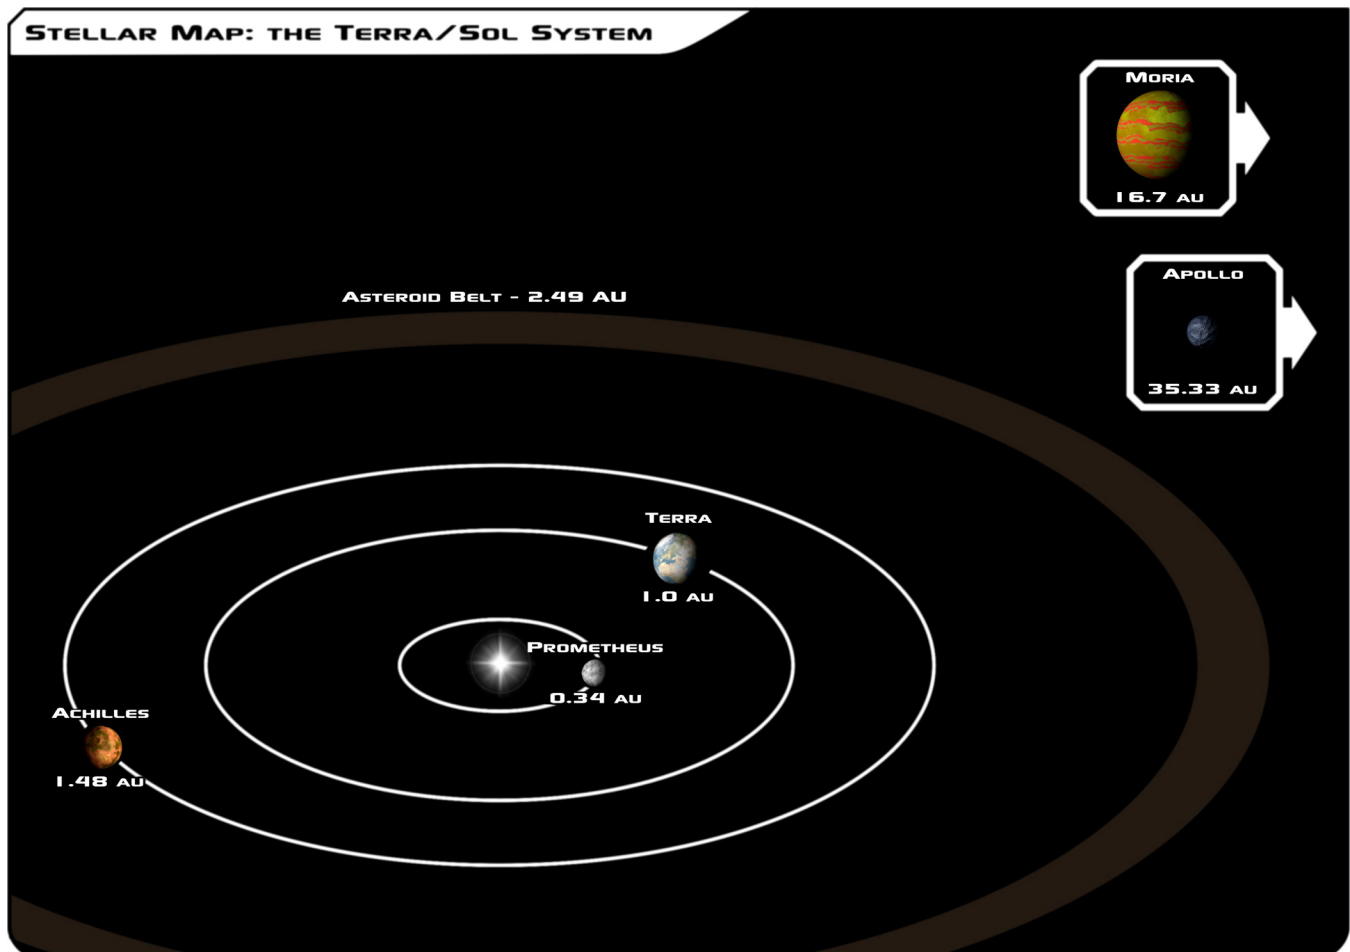 Stellar Map: the Terra/Sol System
Moria
16.7 AU
Apollo
35.33 AU
Asteroid Belt - 2.49 AU
Terra
1.0 AU
Prometheus
0.34 AU
Achilles
1.48 AU